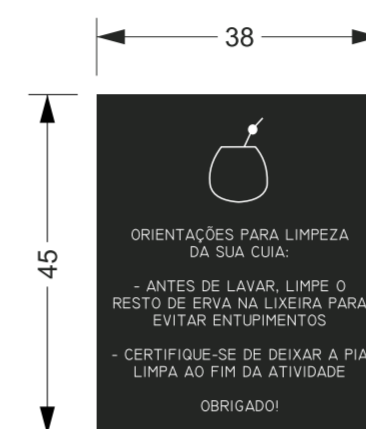 38
45
ORIENTAÇÕES PARA LIMPEZA
DA SUA CUIA:
- ANTES DE LAVAR, LIMPE O
RESTO DE ERVA NA LIXEIRA PARA
EVITAR ENTUPIMENTOS
- CERTIFIQUE-SE DE DEIXAR A PIA
LIMPA AO FIM DA ATIVIDADE
OBRIGADO!